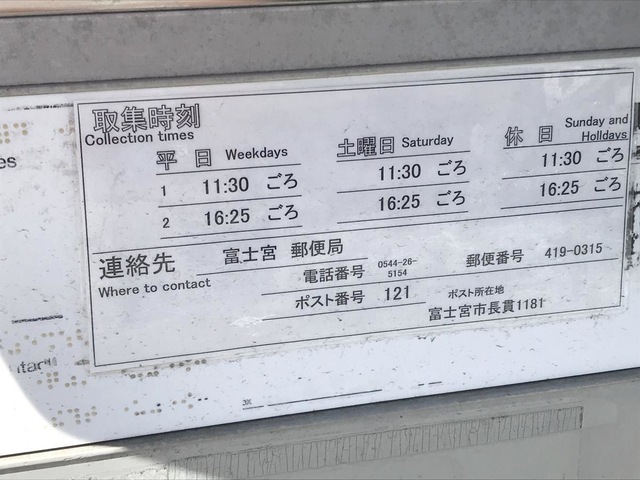 取集時刻
Collection times
平日 Weekdays 土曜日 Saturday 休日 Sunday and Holidays
1 11:30 ごろ 11:30 ごろ 11:30 ごろ
2 16:25 ごろ 16:25 ごろ 16:25 ごろ
連絡先 富士宮 郵便局
Where to contact
電話番号 0544-26-5154 郵便番号 419-0315
ポスト番号 121 ポスト所在地
富士宮市長貫1181